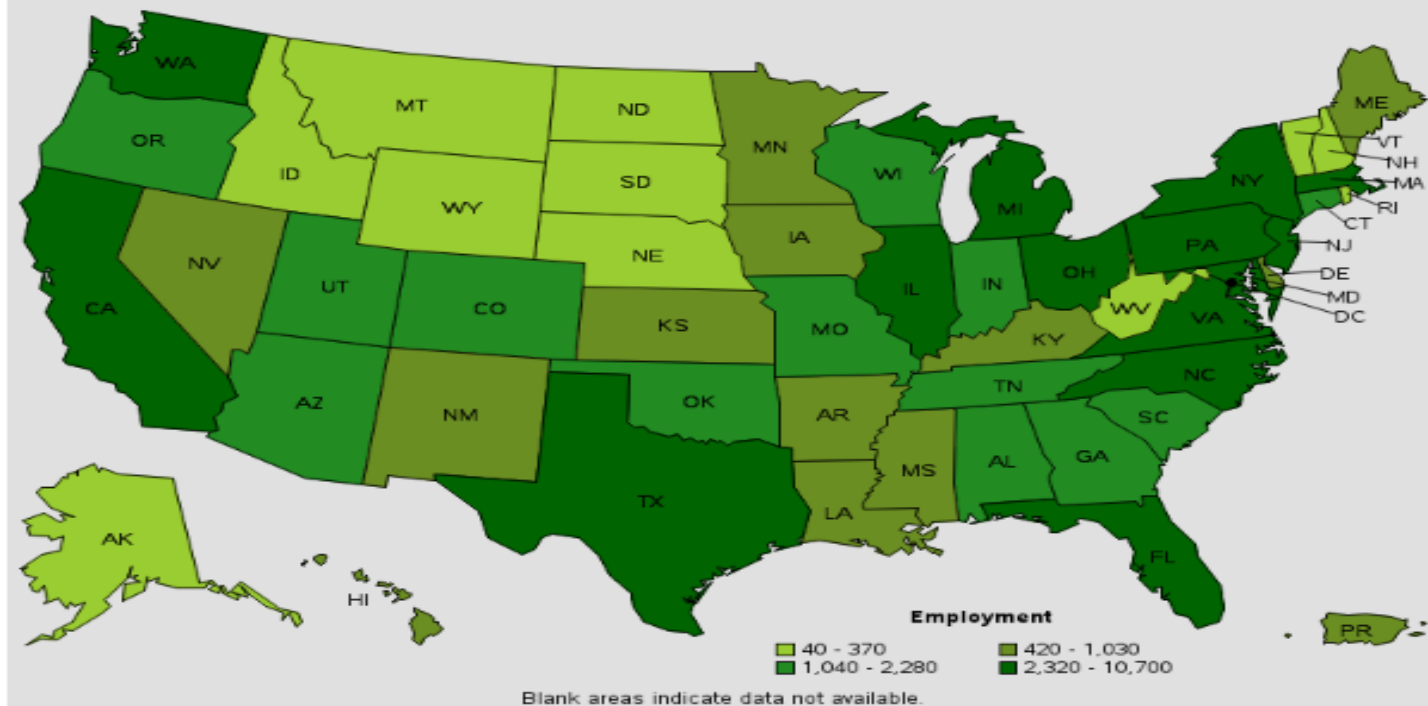 WA
MT
ND
ME
OR
MN
VT
ID
SD
WI
NH
NY
MA
WY
MI
RI
IA
CT
NE
PA
NJ
NV
OH
UT
IL
IN
DE
CA
CO
WV
MD
KS
MO
VA
DC
KY
NC
AZ
OK
TN
NM
AR
SC
MS
AL
GA
TX
LA
AK
FL
HI
Employment
PR
40 - 370
420 - 1,030
1,040 - 2,280
2,320 - 10,700
Blank areas indicate data not available.